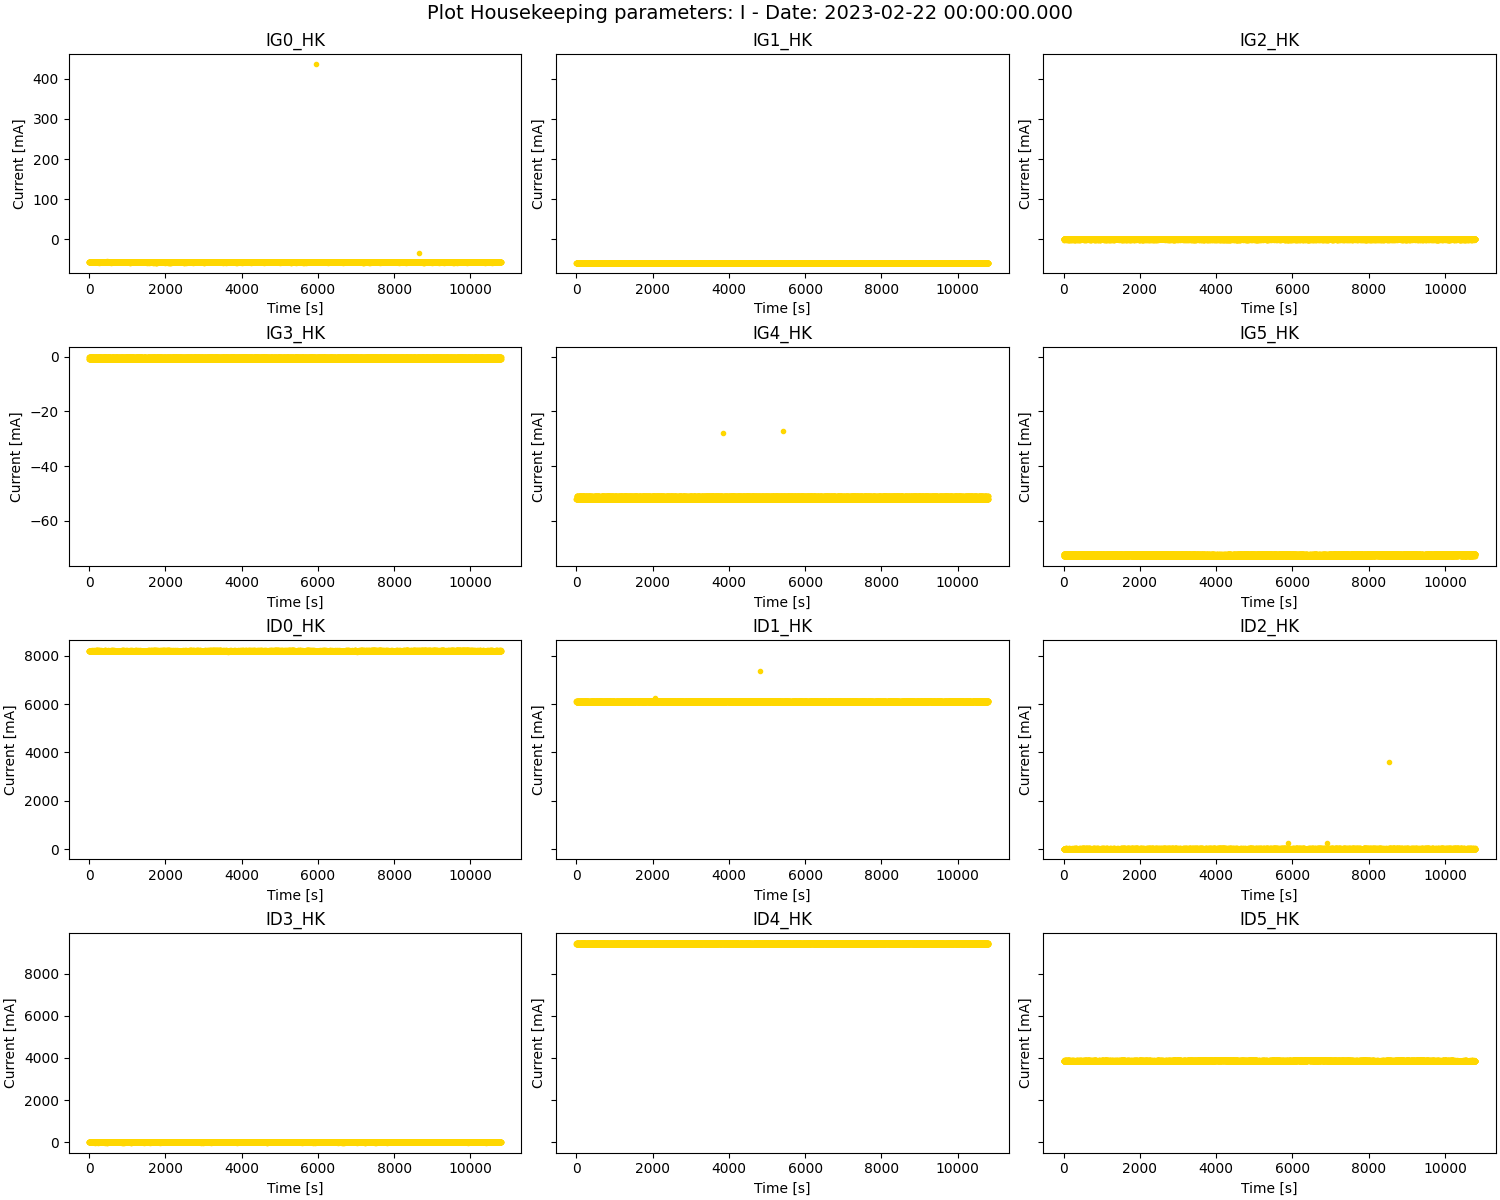 Plot Housekeeping parameters: I - Date: 2023-02-22 00:00:00.000
IG0_HK
IG1_HK
IG2_HK
400
300
200
100
0
Current [mA]
Current [mA]
Current [mA]
0 2000 4000 6000 8000 10000
0 2000 4000 6000 8000 10000
0 2000 4000 6000 8000 10000
Time [s]
Time [s]
Time [s]
IG3_HK
IG4_HK
IG5_HK
0
−20
−40
−60
Current [mA]
Current [mA]
Current [mA]
0 2000 4000 6000 8000 10000
0 2000 4000 6000 8000 10000
0 2000 4000 6000 8000 10000
Time [s]
Time [s]
Time [s]
ID0_HK
ID1_HK
ID2_HK
8000
6000
4000
2000
0
Current [mA]
Current [mA]
Current [mA]
0 2000 4000 6000 8000 10000
0 2000 4000 6000 8000 10000
0 2000 4000 6000 8000 10000
Time [s]
Time [s]
Time [s]
ID3_HK
ID4_HK
ID5_HK
8000
6000
4000
2000
0
Current [mA]
Current [mA]
Current [mA]
0 2000 4000 6000 8000 10000
0 2000 4000 6000 8000 10000
0 2000 4000 6000 8000 10000
Time [s]
Time [s]
Time [s]